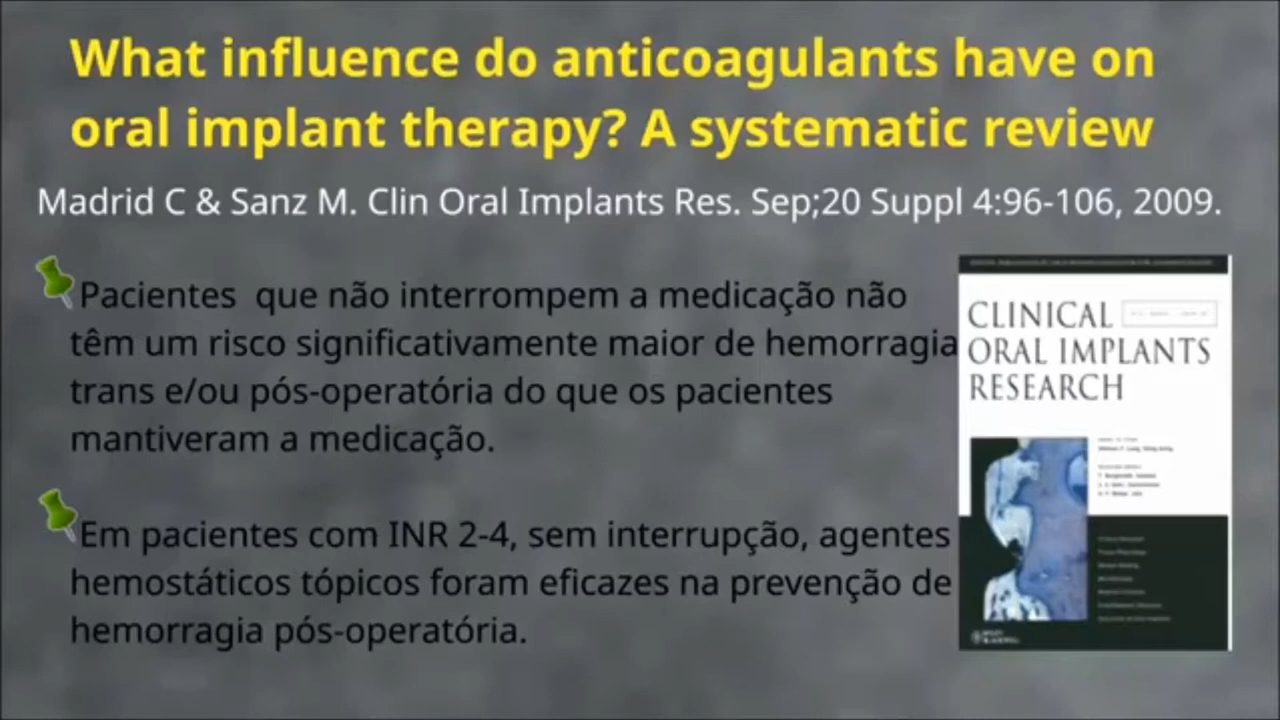 What influence do anticoagulants have on
oral implant therapy? A systematic review
Madrid C & Sanz M. Clin Oral Implants Res. Sep;20 Suppl 4:96-106, 2009.
Pacientes que não interrompem a medicação não
têm um risco significativamente maior de hemorragia
trans e/ou pós-operatória do que os pacientes
mantiveram a medicação.
Em pacientes com INR 2-4, sem interrupção, agentes
hemostáticos tópicos foram eficazes na prevenção de
hemorragia pós-operatória.
CLINICAL
ORAL IMPLANTS
RESEARCH